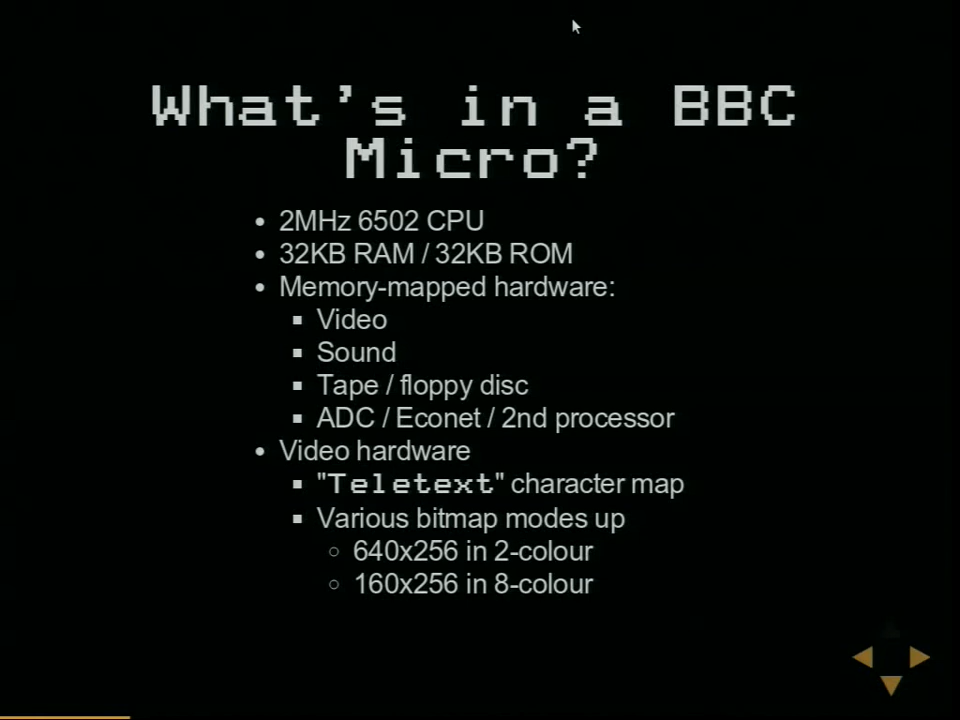 What's in a BBC
Micro?
• 2MHz 6502 CPU
• 32KB RAM / 32KB ROM
• Memory-mapped hardware:
▪ Video
▪ Sound
▪ Tape / floppy disc
▪ ADC / Econet / 2nd processor
• Video hardware
▪ "Teletext" character map
▪ Various bitmap modes up
○ 640x256 in 2-colour
○ 160x256 in 8-colour